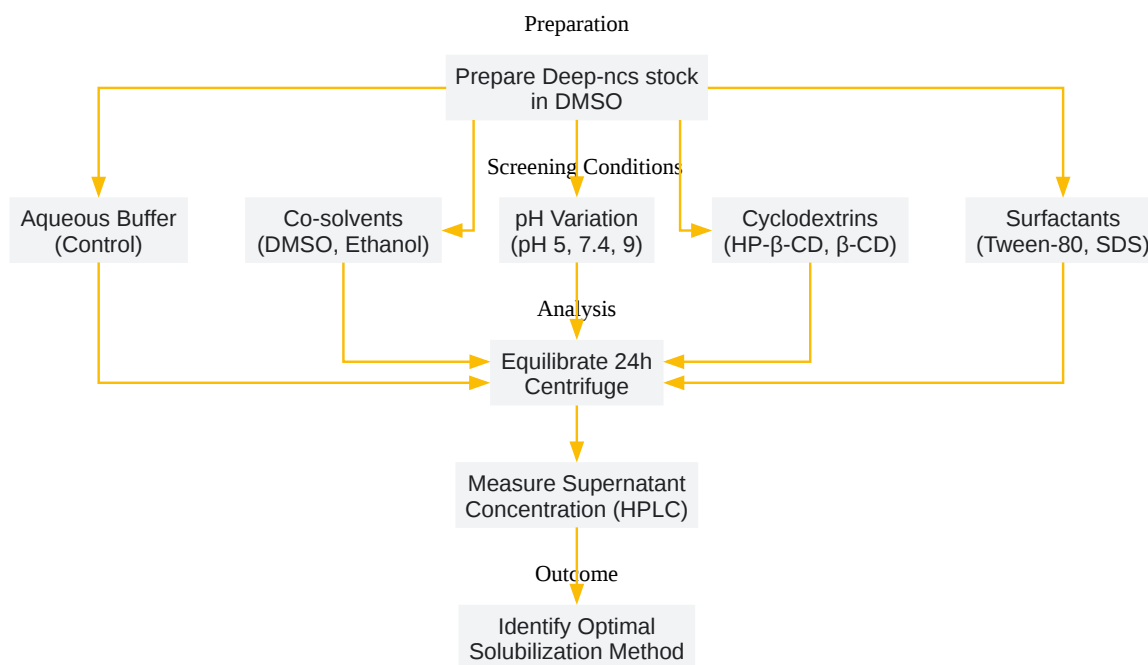 Preparation
Prepare Deep-ncs stock
in DMSO
Screening Conditions
Aqueous Buffer
(Control)
Co-solvents
(DMSO, Ethanol)
pH Variation
(pH 5, 7.4, 9)
Cyclodextrins
(HP-β-CD, β-CD)
Surfactants
(Tween-80, SDS)
Analysis
Equilibrate 24h
Centrifuge
Measure Supernatant
Concentration (HPLC)
Outcome
Identify Optimal
Solubilization Method